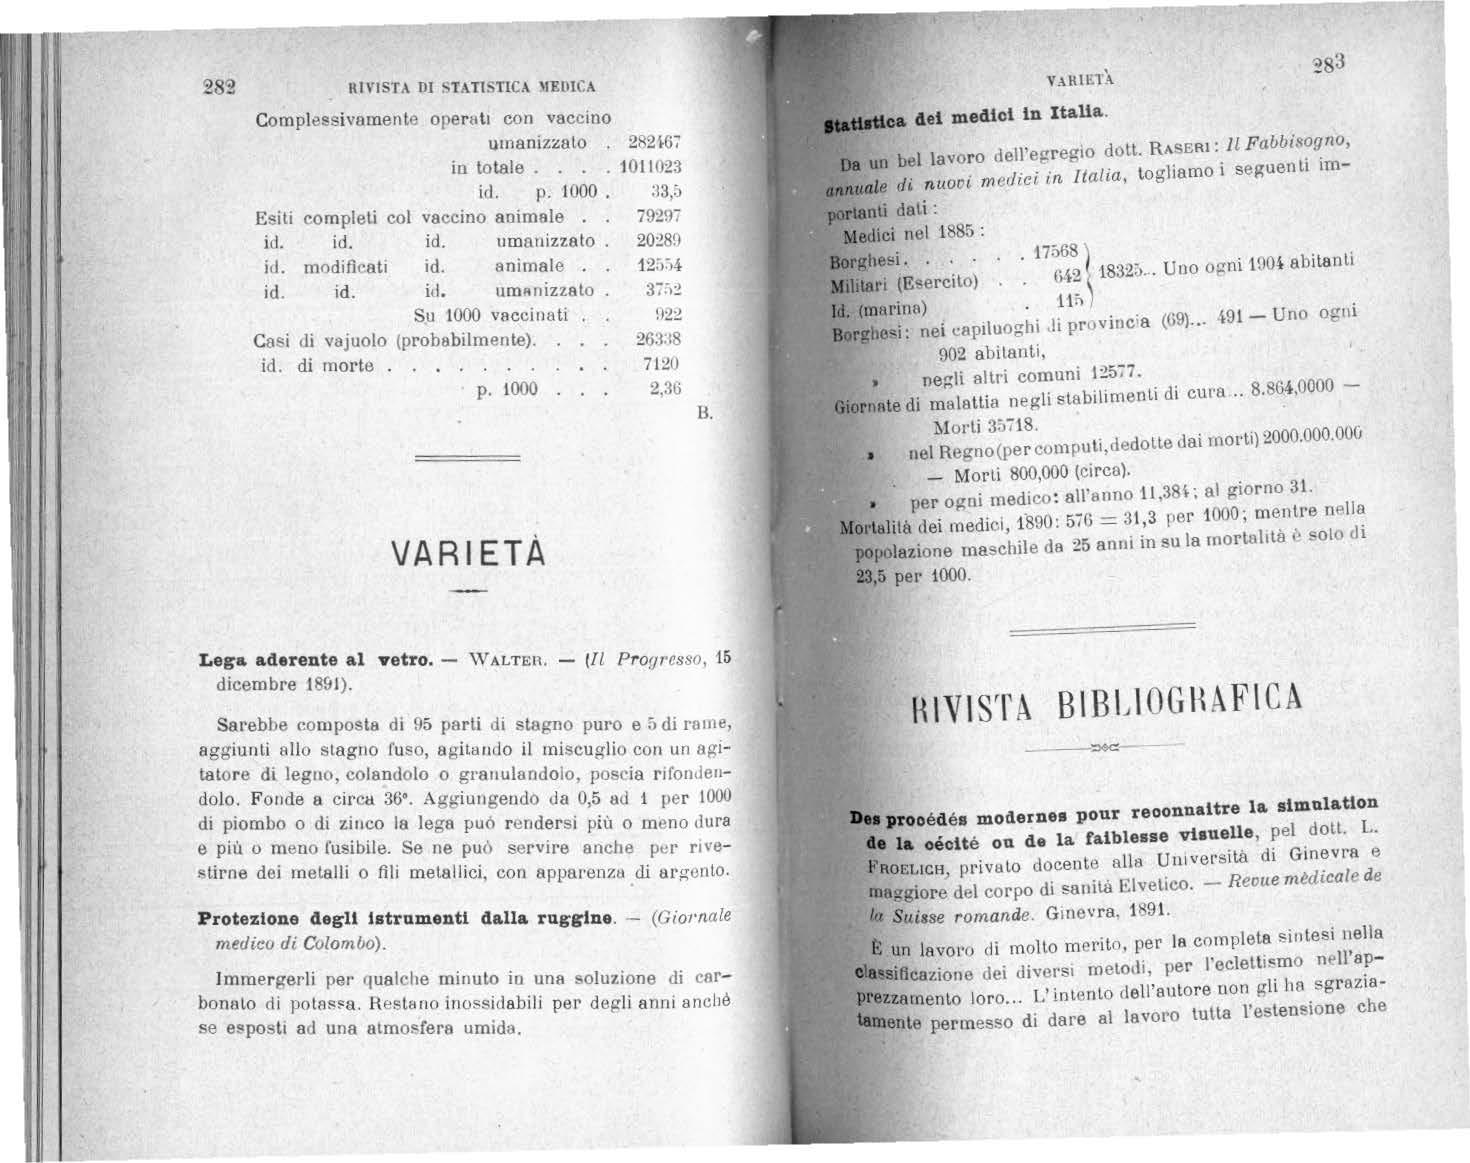 282 RIVISTA DI STATISTICA MEDICA
Complessivamente operati con vaccino
umanizzato . 282467
in totale . . . . 1011023
id. p. 1000 . 33,5
Esiti completi col vaccino animale . . 79297
id. id. id. umanizzato . 20289
id. modificati id. animale . . 12554
id. id. id. umanizzato . 3752
Su 1000 vaccinati . . 922
Casi di vajuolo (probabilmente). . . . 26338
id. di morte . . . . . . . . . . 7120
p. 1000 . . . 2,36
B.
VARIETÀ
Lega aderente al vetro. — WALTER. — (Il Progresso, 15
dicembre 1891).
Sarebbe composta di 95 parti di stagno puro e 5 di rame,
aggiunti allo stagno fuso, agitando il miscuglio con un agi-
tatore di legno, colandolo o granulandolo, poscia rifonden-
dolo. Fonde a circa 36°. Aggiungendo da 0,5 ad 1 per 1000
di piombo o di zinco la lega può rendersi più o meno dura
e più o meno fusibile. Se ne può servire anche per rive-
stirne dei metalli o fili metallici, con apparenza di argento.
Protezione degli istrumenti dalla ruggine. — (Giornale
medico di Colombo).
Immergerli per qualche minuto in una soluzione di car-
bonato di potassa. Restano inossidabili per degli anni anchè
se esposti ad una atmosfera umida.
VARIETÀ 283
Statistica dei medici in Italia.
Da un bel lavoro dell'egregio dott. RASERI: Il Fabbisogno,
annuale di nuovi medici in Italia, togliamo i seguenti im-
portanti dati :
Medici nel 1885 :
Borghesi. . . . . . 17568
Militari (Esercito) . . 642 18325.. Uno ogni 1904 abitanti
Id. (marina) . 115
Borghesi: nei capiluoghi di provincia (69)... 491 — Uno ogni
902 abitanti,
» negli altri comuni 12577.
Giornate di malattia negli stabilimenti di cura... 8.864,0000 —
Morti 35718.
» nel Regno (per computi, dedotte dai morti) 2000.000.000
— Morti 800,000 (circa).
» per ogni medico: all'anno 11,384; al giorno 31.
Mortalità dei medici, 1890: 576 = 31,3 per 1000; mentre nella
popolazione maschile da 25 anni in su la mortalità è solo di
23,5 per 1000.
RIVISTA BIBLIOGRAFICA
Des procédés modernes pour reconnaitre la simulation
de la cécité ou de la faiblesse visuelle, pel dott. L.
FROELICH, privato docente alla Università di Ginevra e
maggiore del corpo di sanità Elvetico. — Revue mèdicale de
la Suisse romande. Ginevra, 1891.
È un lavoro di molto merito, per la completa sintesi nella
classificazione dei diversi metodi, per l'eclettismo nell'ap-
prezzamento loro... L'intento dell'autore non gli ha sgrazia-
tamente permesso di dare al lavoro tutta l'estensione che